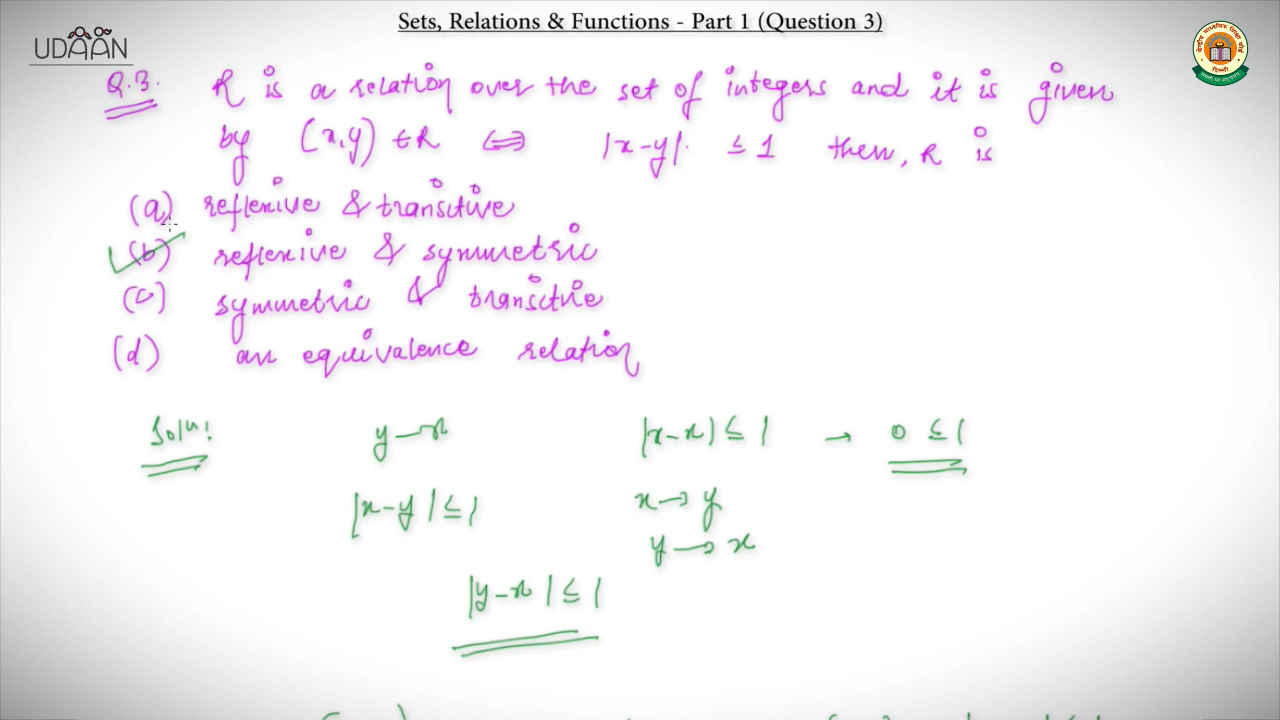 Sets, Relations & Functions - Part 1 (Question 3)
UDAAN
Q.3. R is a relation over the set of integers and it is given
by (x,y) ∈ R ⇔ |x-y| ≤ 1 then, R is
(a) reflexive & transitive
(b) reflexive & symmetric
(c) symmetric & transitive
(d) an equivalence relation
Soln: y→x |x-x| ≤ 1 → 0 ≤ 1
|x-y| ≤ 1 x → y
y → x
|y-x| ≤ 1